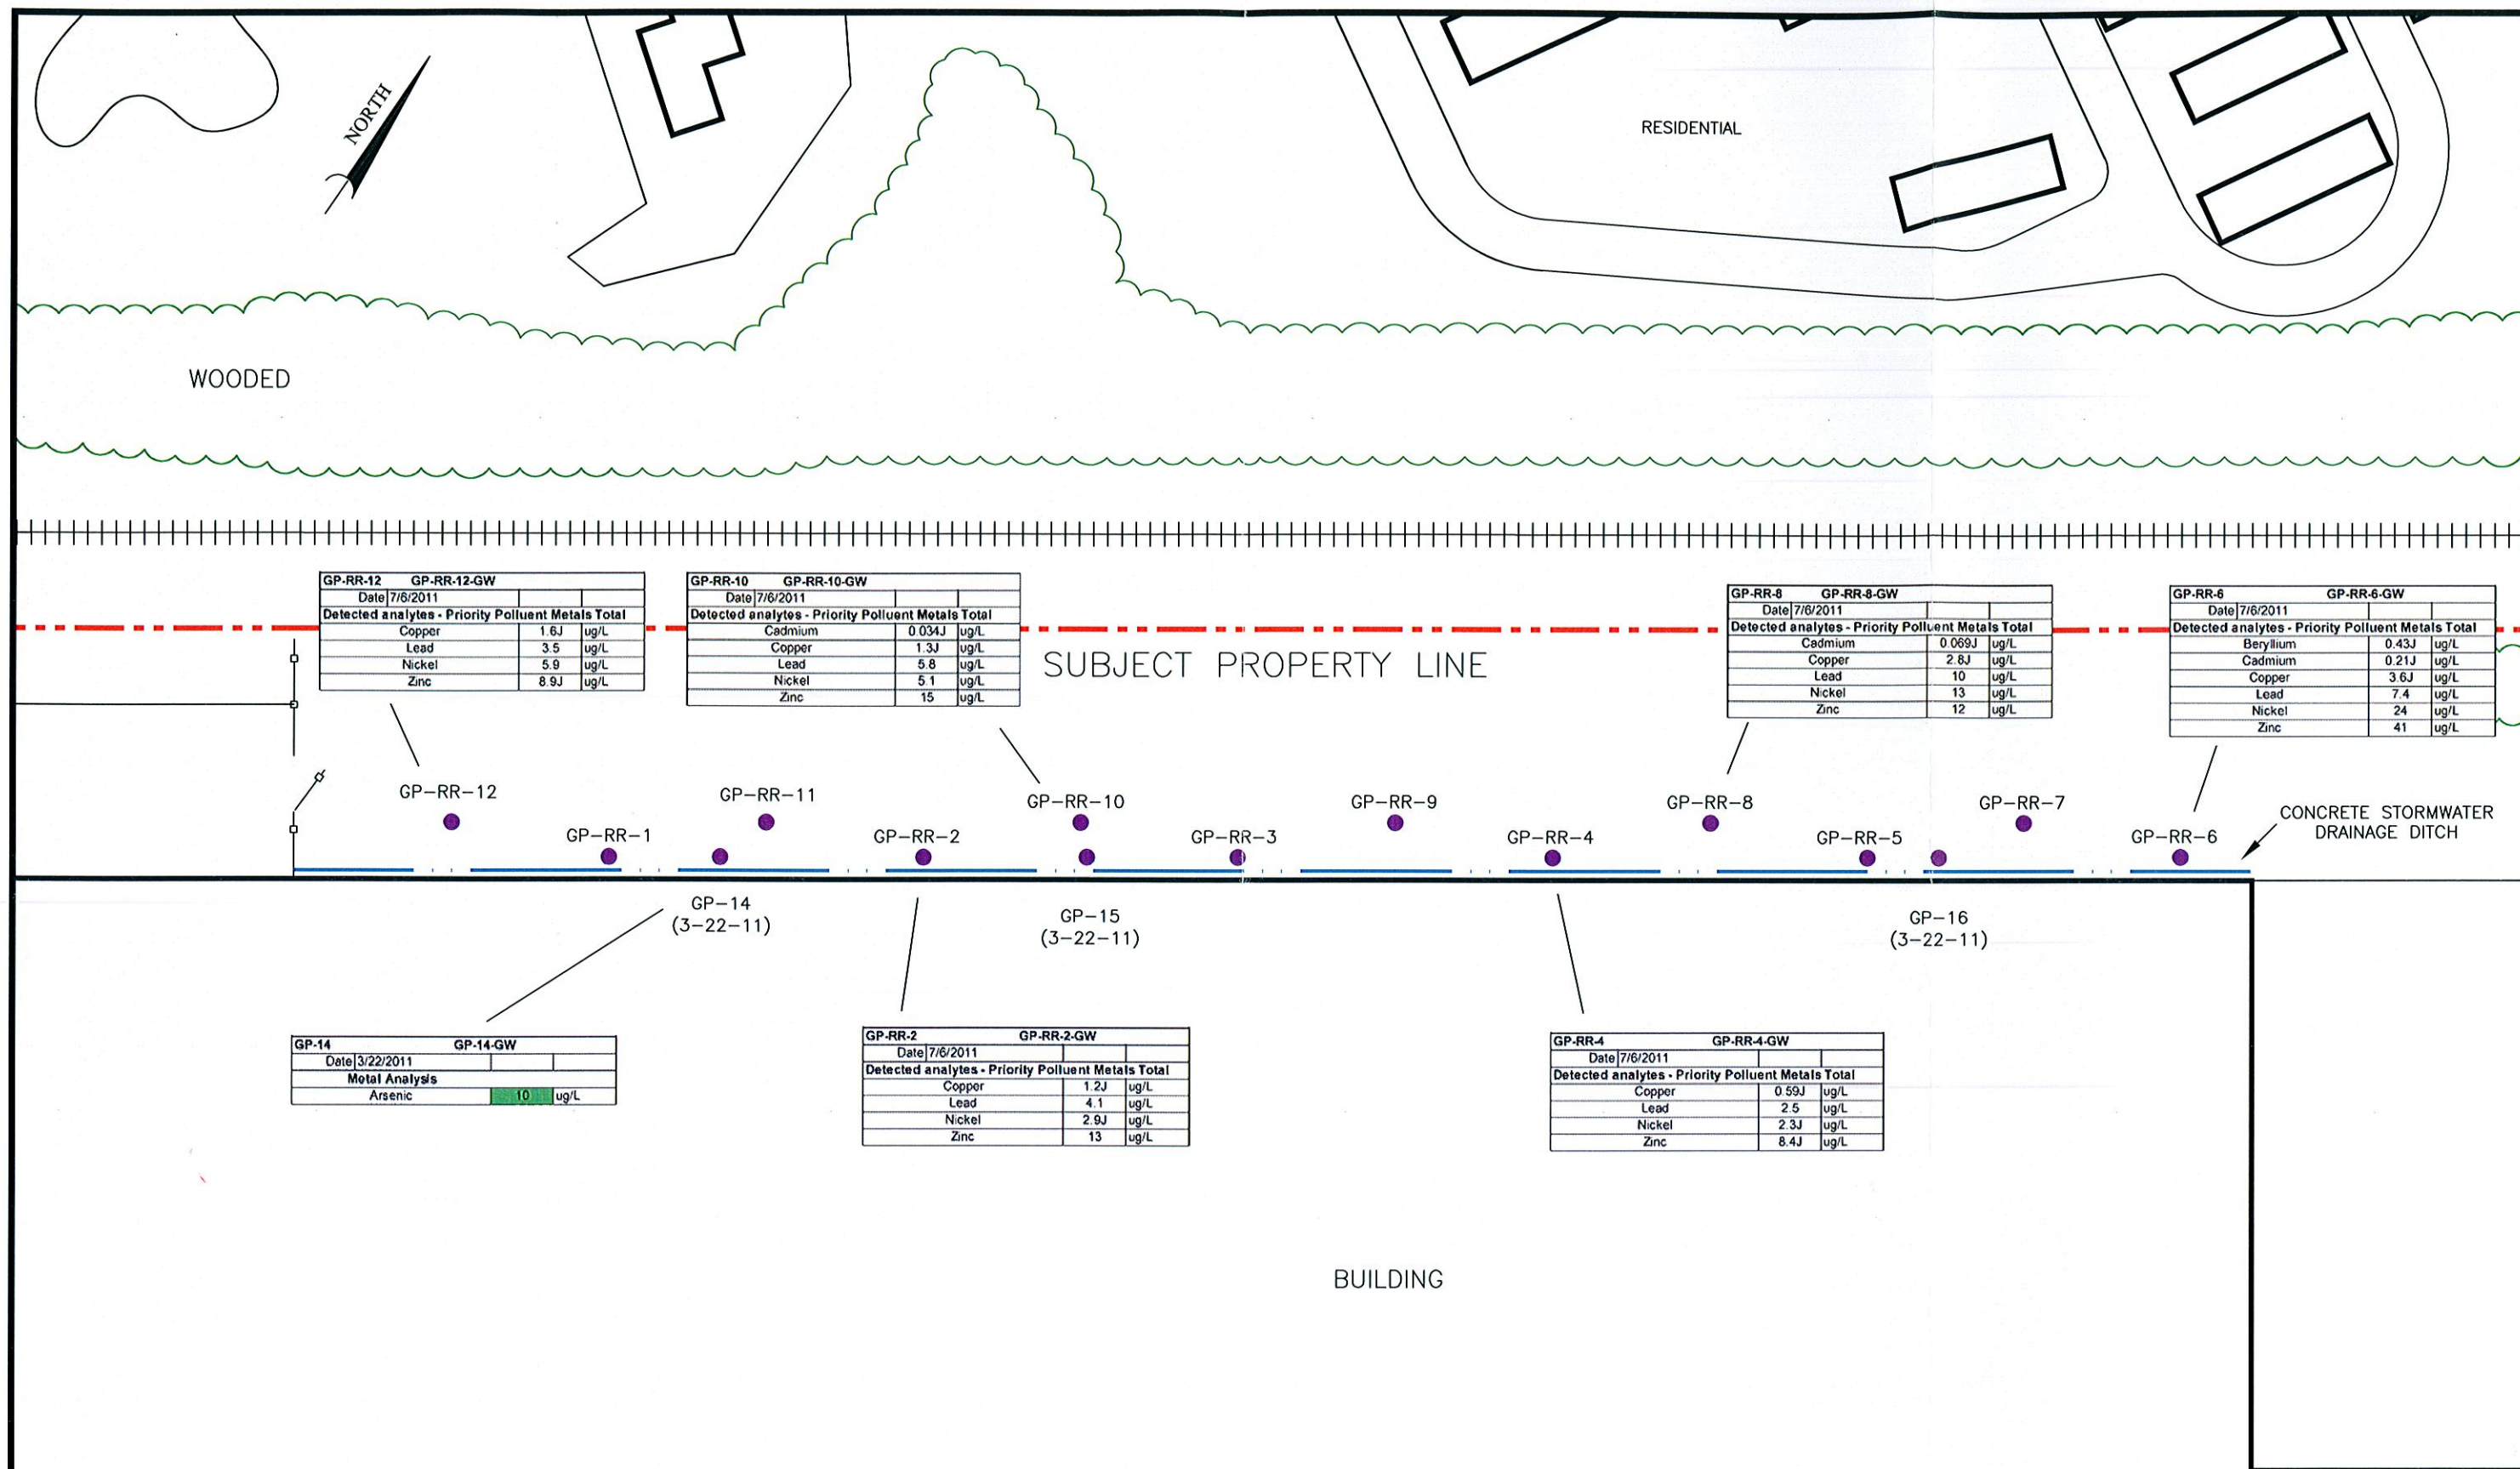 NORTH
RESIDENTIAL
WOODED
GP-RR-12 GP-RR-12-GW
Date 7/6/2011
Detected analytes - Priority Polluent Metals Total
Copper 1.6J ug/L
Lead 3.5 ug/L
Nickel 5.9 ug/L
Zinc 8.9J ug/L
GP-RR-10 GP-RR-10-GW
Date 7/6/2011
Detected analytes - Priority Polluent Metals Total
Cadmium 0.034J ug/L
Copper 1.3J ug/L
Lead 5.8 ug/L
Nickel 5.1 ug/L
Zinc 15 ug/L
SUBJECT PROPERTY LINE
GP-RR-8 GP-RR-8-GW
Date 7/6/2011
Detected analytes - Priority Polluent Metals Total
Cadmium 0.069J ug/L
Copper 2.8J ug/L
Lead 10 ug/L
Nickel 13 ug/L
Zinc 12 ug/L
GP-RR-6 GP-RR-6-GW
Date 7/6/2011
Detected analytes - Priority Polluent Metals Total
Beryllium 0.43J ug/L
Cadmium 0.21J ug/L
Copper 3.6J ug/L
Lead 7.4 ug/L
Nickel 24 ug/L
Zinc 41 ug/L
GP-RR-12
GP-RR-1
GP-RR-11
GP-RR-2
GP-RR-10
GP-RR-3
GP-RR-9
GP-RR-4
GP-RR-8
GP-RR-5
GP-RR-7
GP-RR-6
CONCRETE STORMWATER
DRAINAGE DITCH
GP-14
(3-22-11)
GP-15
(3-22-11)
GP-16
(3-22-11)
GP-14 GP-14-GW
Date 3/22/2011
Metal Analysis
Arsenic 10 ug/L
GP-RR-2 GP-RR-2-GW
Date 7/6/2011
Detected analytes - Priority Polluent Metals Total
Copper 1.2J ug/L
Lead 4.1 ug/L
Nickel 2.9J ug/L
Zinc 13 ug/L
GP-RR-4 GP-RR-4-GW
Date 7/6/2011
Detected analytes - Priority Polluent Metals Total
Copper 0.59J ug/L
Lead 2.5 ug/L
Nickel 2.3J ug/L
Zinc 8.4J ug/L
BUILDING